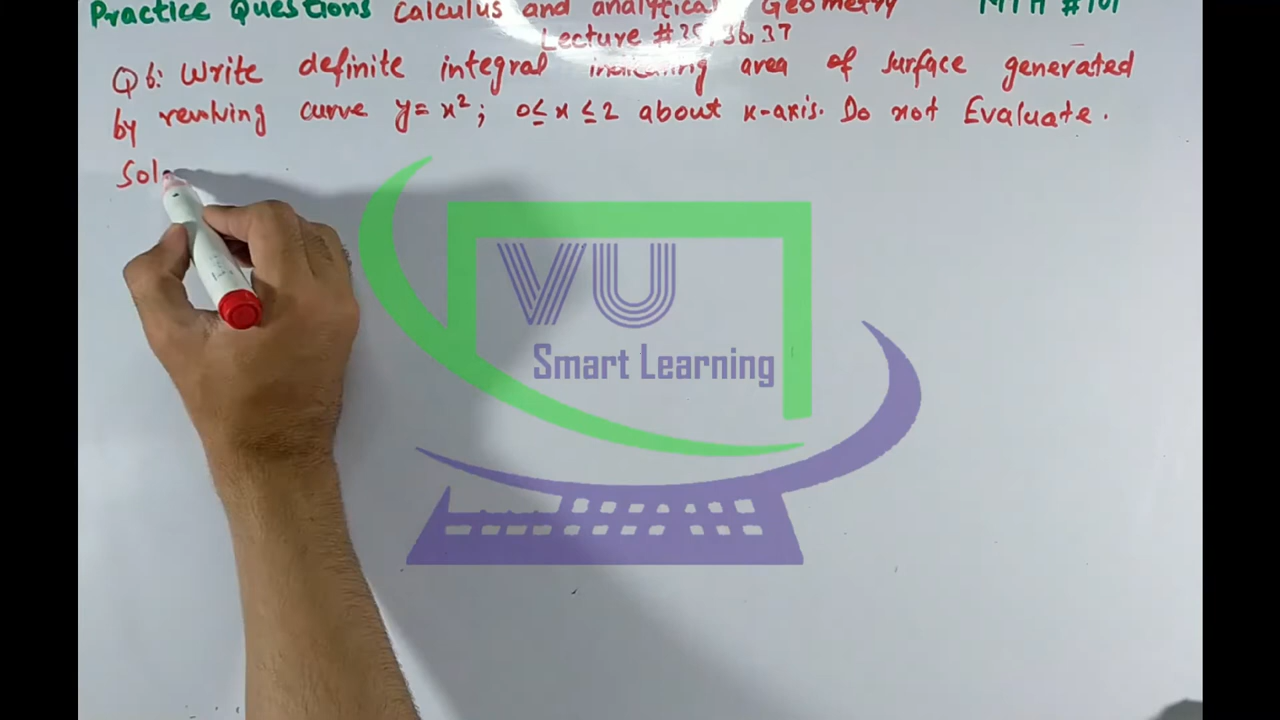 Practice Questions Calculus and analytical Geometry MTH #101
Lecture #35,36,37
Q6: Write definite integral indicating area of surface generated
by revolving curve y= x²; 0≤x≤2 about x-axis. Do not Evaluate.
Sol
VU
Smart Learning